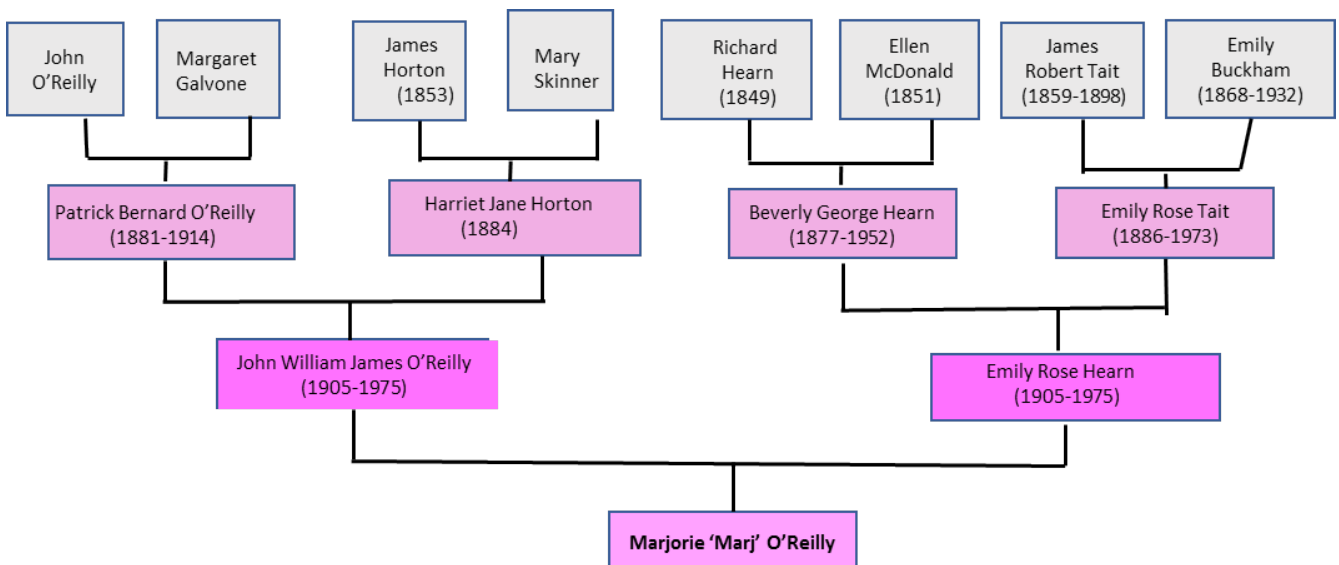 John
O’Reilly
Margaret
Galvone
James
Horton
(1853)
Mary
Skinner
Richard
Hearn
(1849)
Ellen
McDonald
(1851)
James
Robert Tait
(1859-1898)
Emily
Buckham
(1868-1932)
Patrick Bernard O’Reilly
(1881-1914)
Harriet Jane Horton
(1884)
Beverly George Hearn
(1877-1952)
Emily Rose Tait
(1886-1973)
John William James O’Reilly
(1905-1975)
Emily Rose Hearn
(1905-1975)
Marjorie ‘Marj’ O’Reilly